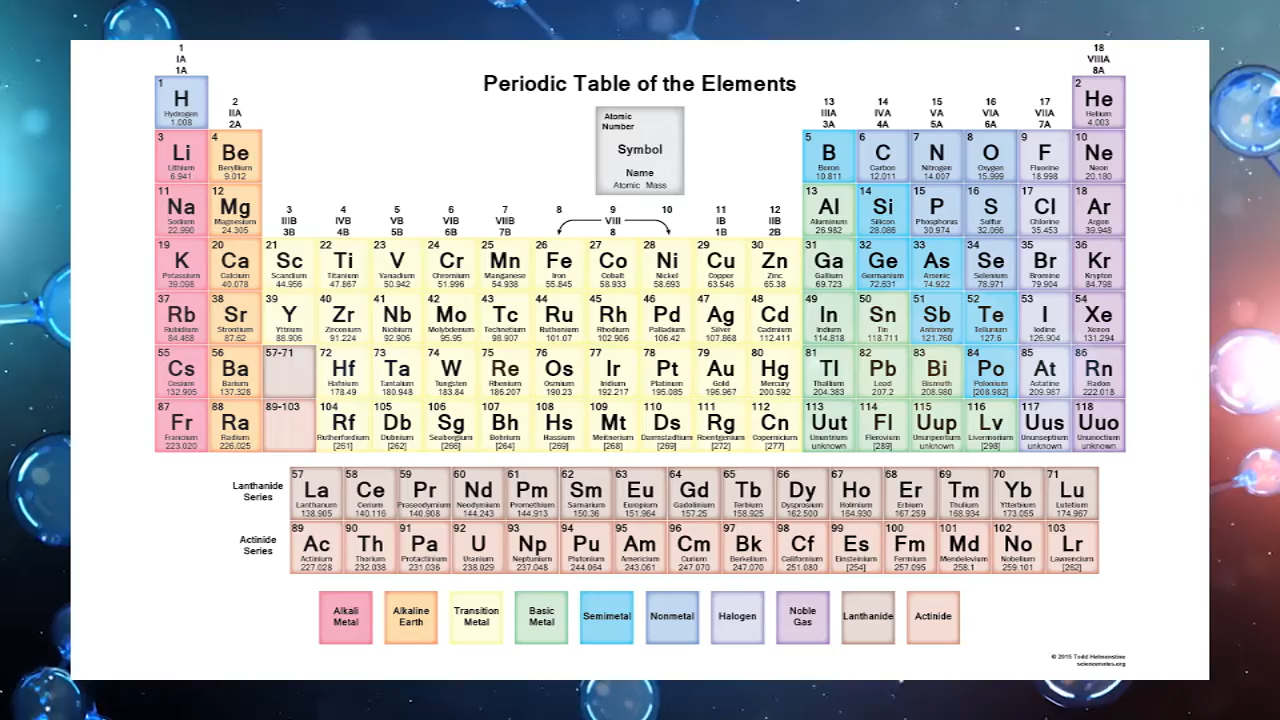 1
IA
1A
18
VIIIA
8A
Periodic Table of the Elements
1
H
Hydrogen
1.008
2
IIA
2A
13
IIIA
3A
14
IVA
4A
15
VA
5A
16
VIA
6A
17
VIIA
7A
2
He
Helium
4.003
Atomic
Number
Symbol
Name
Atomic Mass
3
Li
Lithium
6.941
4
Be
Beryllium
9.012
5
B
Boron
10.811
6
C
Carbon
12.011
7
N
Nitrogen
14.007
8
O
Oxygen
15.999
9
F
Fluorine
18.998
10
Ne
Neon
20.180
11
Na
Sodium
22.990
12
Mg
Magnesium
24.305
3
IIIB
3B
4
IVB
4B
5
VB
5B
6
VIB
6B
7
VIIB
7B
8
9
10
VIII
8
11
IB
1B
12
IIB
2B
13
Al
Aluminum
26.982
14
Si
Silicon
28.086
15
P
Phosphorus
30.974
16
S
Sulfur
32.066
17
Cl
Chlorine
35.453
18
Ar
Argon
39.948
19
K
Potassium
39.098
20
Ca
Calcium
40.078
21
Sc
Scandium
44.956
22
Ti
Titanium
47.867
23
V
Vanadium
50.942
24
Cr
Chromium
51.996
25
Mn
Manganese
54.938
26
Fe
Iron
55.845
27
Co
Cobalt
58.933
28
Ni
Nickel
58.693
29
Cu
Copper
63.546
30
Zn
Zinc
65.38
31
Ga
Gallium
69.723
32
Ge
Germanium
72.631
33
As
Arsenic
74.922
34
Se
Selenium
78.971
35
Br
Bromine
79.904
36
Kr
Krypton
84.798
37
Rb
Rubidium
84.468
38
Sr
Strontium
87.62
39
Y
Yttrium
88.906
40
Zr
Zirconium
91.224
41
Nb
Niobium
92.906
42
Mo
Molybdenum
95.95
43
Tc
Technetium
98.907
44
Ru
Ruthenium
101.07
45
Rh
Rhodium
102.906
46
Pd
Palladium
106.42
47
Ag
Silver
107.868
48
Cd
Cadmium
112.411
49
In
Indium
114.818
50
Sn
Tin
118.711
51
Sb
Antimony
121.760
52
Te
Tellurium
127.6
53
I
Iodine
126.904
54
Xe
Xenon
131.294
55
Cs
Cesium
132.905
56
Ba
Barium
137.328
57-71
72
Hf
Hafnium
178.49
73
Ta
Tantalum
180.948
74
W
Tungsten
183.84
75
Re
Rhenium
186.207
76
Os
Osmium
190.23
77
Ir
Iridium
192.217
78
Pt
Platinum
195.085
79
Au
Gold
196.967
80
Hg
Mercury
200.592
81
Tl
Thallium
204.383
82
Pb
Lead
207.2
83
Bi
Bismuth
208.980
84
Po
Polonium
[208.982]
85
At
Astatine
209.987
86
Rn
Radon
222.018
87
Fr
Francium
223.020
88
Ra
Radium
226.025
89-103
104
Rf
Rutherfordium
[261]
105
Db
Dubnium
[262]
106
Sg
Seaborgium
[266]
107
Bh
Bohrium
[264]
108
Hs
Hassium
[269]
109
Mt
Meitnerium
[268]
110
Ds
Darmstadtium
[269]
111
Rg
Roentgenium
[272]
112
Cn
Copernicium
[277]
113
Uut
Ununtrium
unknown
114
Fl
Flerovium
[289]
115
Uup
Ununpentium
unknown
116
Lv
Livermorium
[298]
117
Uus
Ununseptium
unknown
118
Uuo
Ununoctium
unknown
Lanthanide
Series
57
La
Lanthanum
138.905
58
Ce
Cerium
140.116
59
Pr
Praseodymium
140.908
60
Nd
Neodymium
144.243
61
Pm
Promethium
144.913
62
Sm
Samarium
150.36
63
Eu
Europium
151.964
64
Gd
Gadolinium
157.25
65
Tb
Terbium
158.925
66
Dy
Dysprosium
162.500
67
Ho
Holmium
164.930
68
Er
Erbium
167.259
69
Tm
Thulium
168.934
70
Yb
Ytterbium
173.055
71
Lu
Lutetium
174.967
Actinide
Series
89
Ac
Actinium
227.028
90
Th
Thorium
232.038
91
Pa
Protactinium
231.036
92
U
Uranium
238.029
93
Np
Neptunium
237.048
94
Pu
Plutonium
244.064
95
Am
Americium
243.061
96
Cm
Curium
247.070
97
Bk
Berkelium
247.070
98
Cf
Californium
251.080
99
Es
Einsteinium
[254]
100
Fm
Fermium
257.095
101
Md
Mendelevium
258.1
102
No
Nobelium
259.101
103
Lr
Lawrencium
[262]
Alkali
Metal
Alkaline
Earth
Transition
Metal
Basic
Metal
Semimetal
Nonmetal
Halogen
Noble
Gas
Lanthanide
Actinide
© 2015 Todd Helmenstine
sciencenotes.org